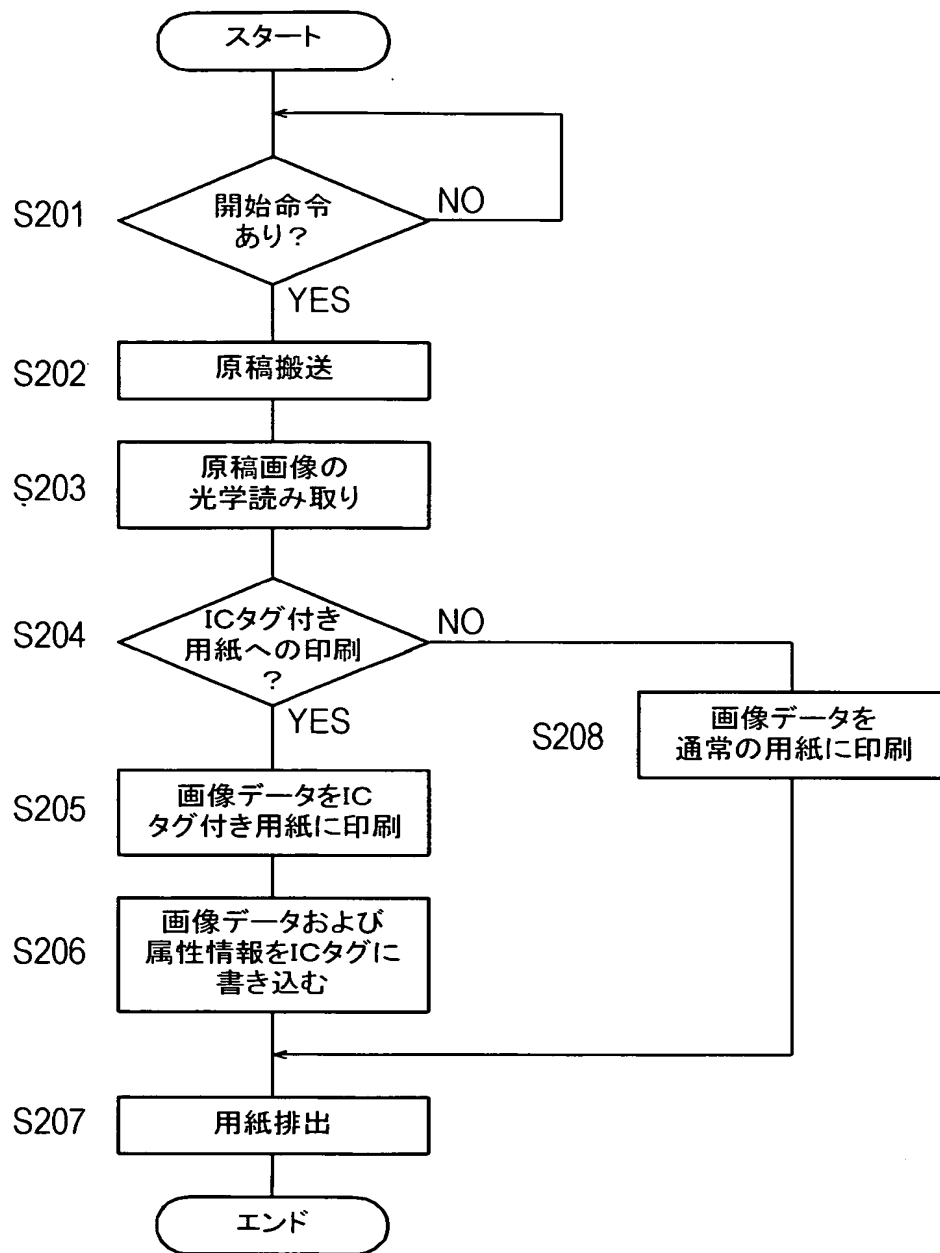 スタート
S201
開始命令
あり?
NO
YES
S202
原稿搬送
S203
原稿画像の
光学読み取り
S204
ICタグ付き
用紙への印刷
?
NO
YES
S208
画像データを
通常の用紙に印刷
S205
画像データをIC
タグ付き用紙に印刷
S206
画像データおよび
属性情報をICタグに
書き込む
S207
用紙排出
エンド